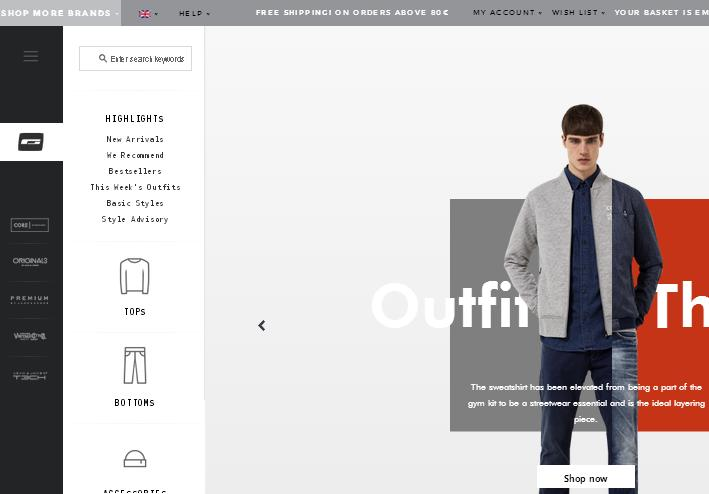 SHOP MORE BRANDS
HELP
FREE SHIPPING! ON ORDERS ABOVE 80€
MY ACCOUNT
WISH LIST
YOUR BASKET IS EM
Enter search keywords
HIGHLIGHTS
New Arrivals
We Recommend
Bestsellers
This Week's Outfits
Basic Styles
Style Advisory
CORE
ORIGINALS
TOPS
PREMIUM
TECH
BOTTOMS
ACCESSORIES
Outfit
Th
The sweatshirt has been elevated from being a part of the
gym kit to be a streetwear essential and is the ideal layering
piece.
Shop now